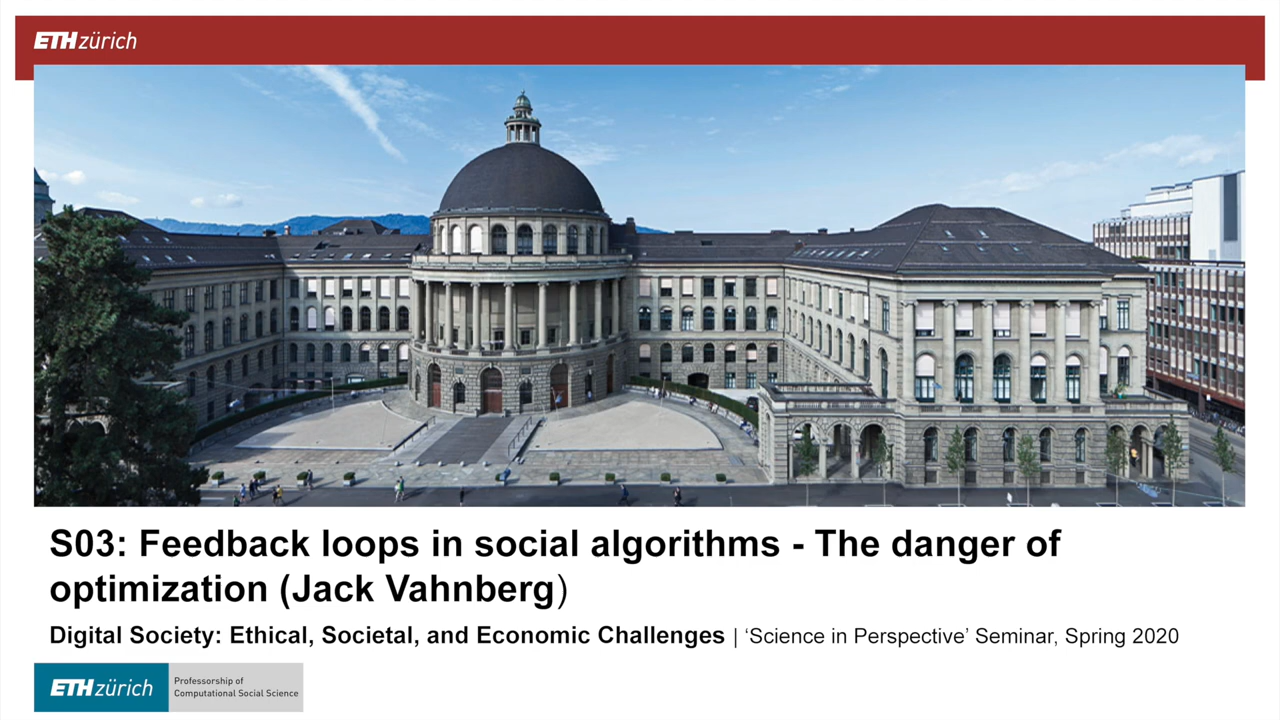 ETH zürich
S03: Feedback loops in social algorithms - The danger of
optimization (Jack Vahnberg)
Digital Society: Ethical, Societal, and Economic Challenges | ‘Science in Perspective’ Seminar, Spring 2020
ETH zürich
Professorship of
Computational Social Science